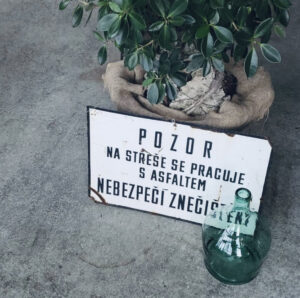 POZOR
NA STŘEŠE SE PRACUJE
S ASFALTEM
NEBEZPEČÍ ZNEČIŠTĚNÍ